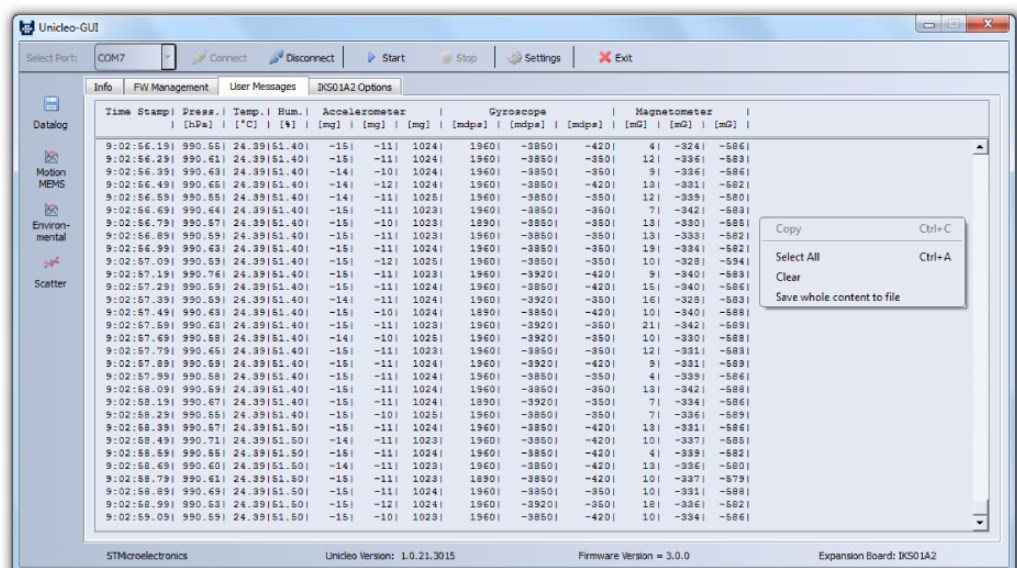 Unicleo-GUI
Select Port: COM7 Connect Disconnect Start Stop Settings Exit
Info FW Management User Messages IKS01A2 Options
Datalog
Motion MEMS
Environ-mental
Scatter
Time Stamp| Press.| Temp.| Hum.| Accelerometer | Gyroscope | Magnetometer |
| [hPa] | [°C] | [%] | [mg] | [mg] | [mg] | [mdps] | [mdps] | [mdps] | [mG] | [mG] | [mG] |
9:02:56.19| 990.55| 24.39|51.40| -15| -11| 1024| 1960| -3850| -420| 4| -324| -586|
9:02:56.29| 990.61| 24.39|51.40| -15| -11| 1024| 1960| -3850| -350| 12| -336| -583|
9:02:56.39| 990.63| 24.39|51.40| -14| -10| 1024| 1960| -3850| -350| 9| -336| -586|
9:02:56.49| 990.65| 24.39|51.40| -14| -12| 1024| 1960| -3850| -420| 13| -331| -582|
9:02:56.59| 990.55| 24.39|51.40| -14| -11| 1025| 1960| -3850| -350| 12| -339| -580|
9:02:56.69| 990.64| 24.39|51.40| -15| -11| 1023| 1960| -3850| -350| 7| -342| -583|
9:02:56.79| 990.57| 24.39|51.40| -15| -10| 1023| 1890| -3850| -350| 13| -330| -585|
9:02:56.89| 990.59| 24.39|51.40| -15| -11| 1023| 1960| -3850| -350| 13| -333| -582|
9:02:56.99| 990.63| 24.39|51.40| -14| -11| 1024| 1960| -3850| -350| 19| -334| -582|
9:02:57.09| 990.59| 24.39|51.40| -15| -12| 1025| 1960| -3850| -350| 10| -328| -594|
9:02:57.19| 990.76| 24.39|51.40| -15| -11| 1023| 1960| -3920| -420| 9| -340| -583|
9:02:57.29| 990.59| 24.39|51.40| -15| -11| 1024| 1960| -3850| -350| 15| -340| -586|
9:02:57.39| 990.59| 24.39|51.40| -14| -11| 1024| 1960| -3920| -350| 16| -328| -583|
9:02:57.49| 990.63| 24.39|51.40| -15| -10| 1024| 1890| -3850| -420| 10| -340| -588|
9:02:57.59| 990.63| 24.39|51.40| -15| -11| 1023| 1960| -3920| -350| 21| -342| -589|
9:02:57.69| 990.58| 24.39|51.40| -14| -10| 1025| 1960| -3920| -350| 10| -330| -588|
9:02:57.79| 990.65| 24.39|51.40| -15| -11| 1023| 1960| -3850| -350| 12| -331| -583|
9:02:57.89| 990.59| 24.39|51.40| -15| -11| 1024| 1960| -3920| -420| 9| -331| -589|
9:02:57.99| 990.58| 24.39|51.40| -15| -11| 1024| 1960| -3850| -350| 4| -339| -586|
9:02:58.09| 990.59| 24.39|51.40| -15| -11| 1024| 1960| -3850| -350| 13| -342| -588|
9:02:58.19| 990.67| 24.39|51.40| -15| -11| 1024| 1890| -3920| -350| 7| -334| -586|
9:02:58.29| 990.55| 24.39|51.40| -15| -10| 1025| 1960| -3850| -350| 7| -336| -589|
9:02:58.39| 990.57| 24.39|51.50| -15| -11| 1024| 1960| -3850| -420| 13| -331| -586|
9:02:58.49| 990.71| 24.39|51.50| -14| -11| 1023| 1960| -3850| -420| 10| -337| -585|
9:02:58.59| 990.55| 24.39|51.50| -15| -11| 1024| 1960| -3850| -420| 4| -339| -582|
9:02:58.69| 990.60| 24.39|51.50| -14| -11| 1023| 1960| -3850| -420| 13| -336| -580|
9:02:58.79| 990.61| 24.39|51.50| -15| -11| 1023| 1890| -3850| -420| 10| -337| -579|
9:02:58.89| 990.69| 24.39|51.50| -15| -11| 1024| 1960| -3850| -350| 10| -331| -588|
9:02:58.99| 990.53| 24.39|51.50| -15| -12| 1024| 1960| -3920| -350| 18| -336| -582|
9:02:59.09| 990.59| 24.39|51.50| -15| -10| 1023| 1960| -3850| -420| 10| -334| -586|
Copy Ctrl+C
Select All Ctrl+A
Clear
Save whole content to file
STMicroelectronics Unicleo Version: 1.0.21.3015 Firmware Version = 3.0.0 Expansion Board: IKS01A2